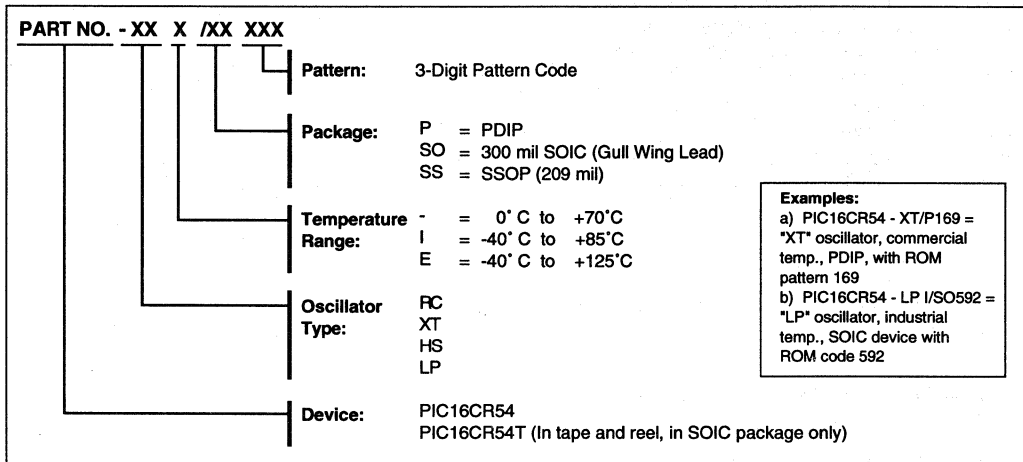 PART NO. - XX X /XX XXX
Pattern: 3-Digit Pattern Code
Package: P = PDIP
SO = 300 mil SOIC (Gull Wing Lead)
SS = SSOP (209 mil)
Temperature Range: - = 0° C to +70°C
I = -40° C to +85°C
E = -40° C to +125°C
Oscillator Type: RC
XT
HS
LP
Device: PIC16CR54
PIC16CR54T (In tape and reel, in SOIC package only)
Examples:
a) PIC16CR54 - XT/P169 =
"XT" oscillator, commercial
temp., PDIP, with ROM
pattern 169
b) PIC16CR54 - LP I/SO592 =
"LP" oscillator, industrial
temp., SOIC device with
ROM code 592